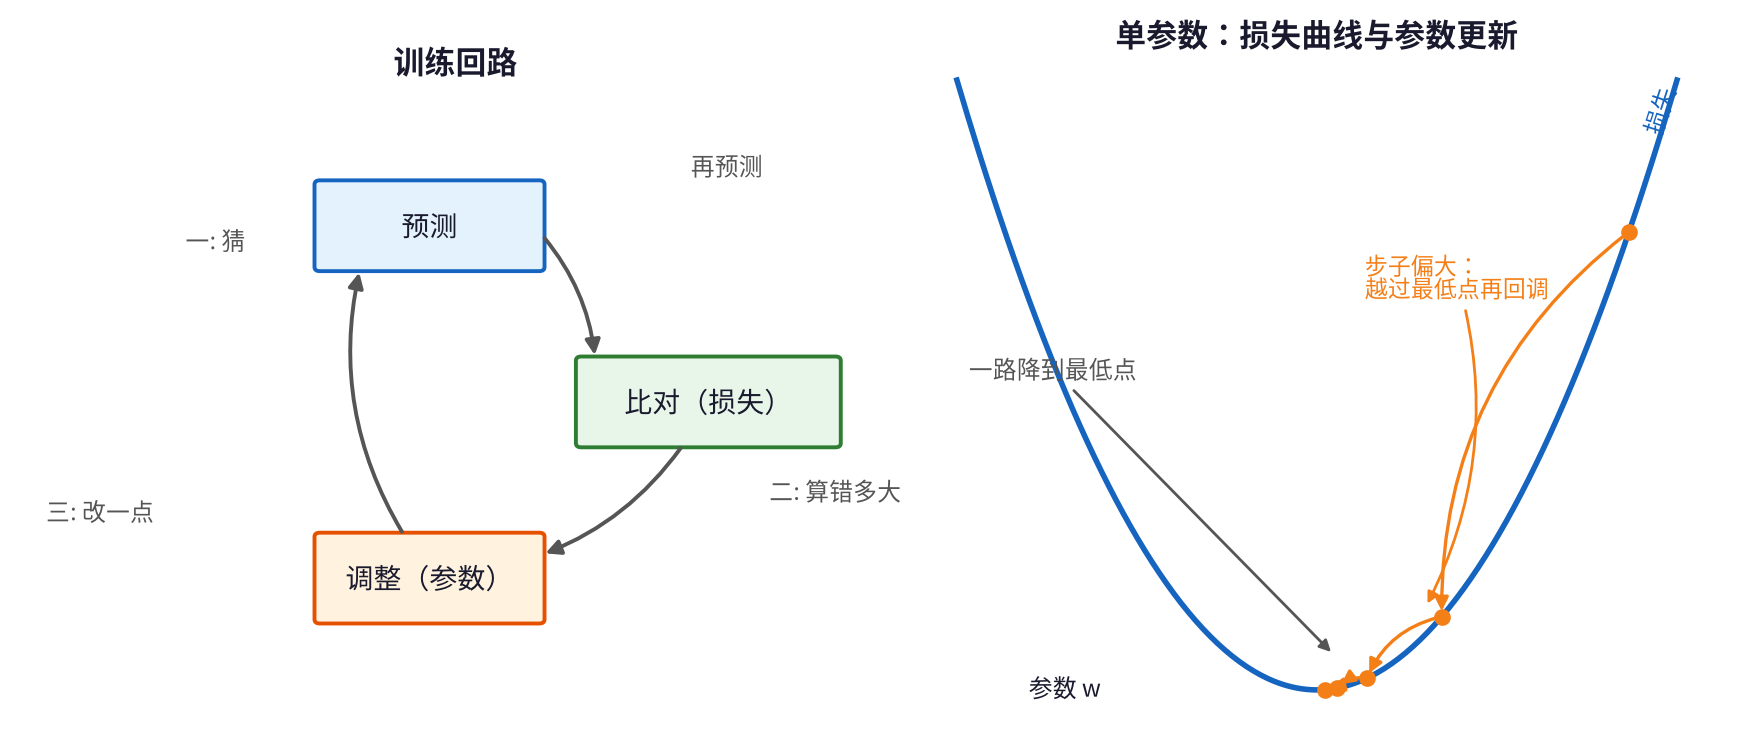 训练回路
再预测
预测
一: 猜
比对（损失）
二: 算错多大
三: 改一点
调整（参数）
单参数：损失曲线与参数更新
损失
步子偏大：
越过最低点再回调
一路降到最低点
参数 w